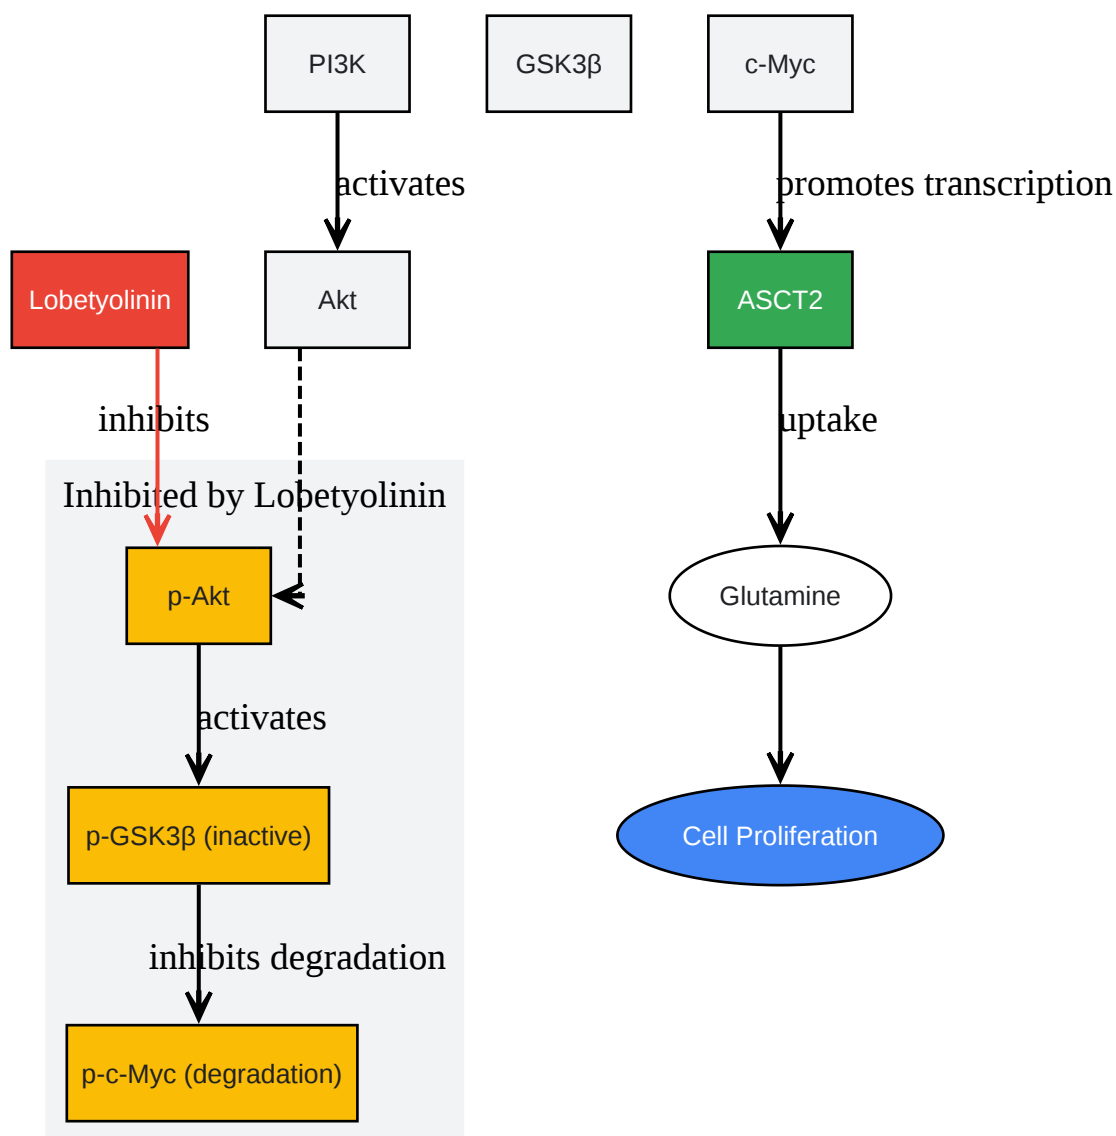 PI3K
GSK3β
c-Myc
activates
promotes transcription
Lobetyolinin
Akt
ASCT2
inhibits
uptake
Inhibited by Lobetyolinin
p-Akt
Glutamine
activates
p-GSK3β (inactive)
Cell Proliferation
inhibits degradation
p-c-Myc (degradation)